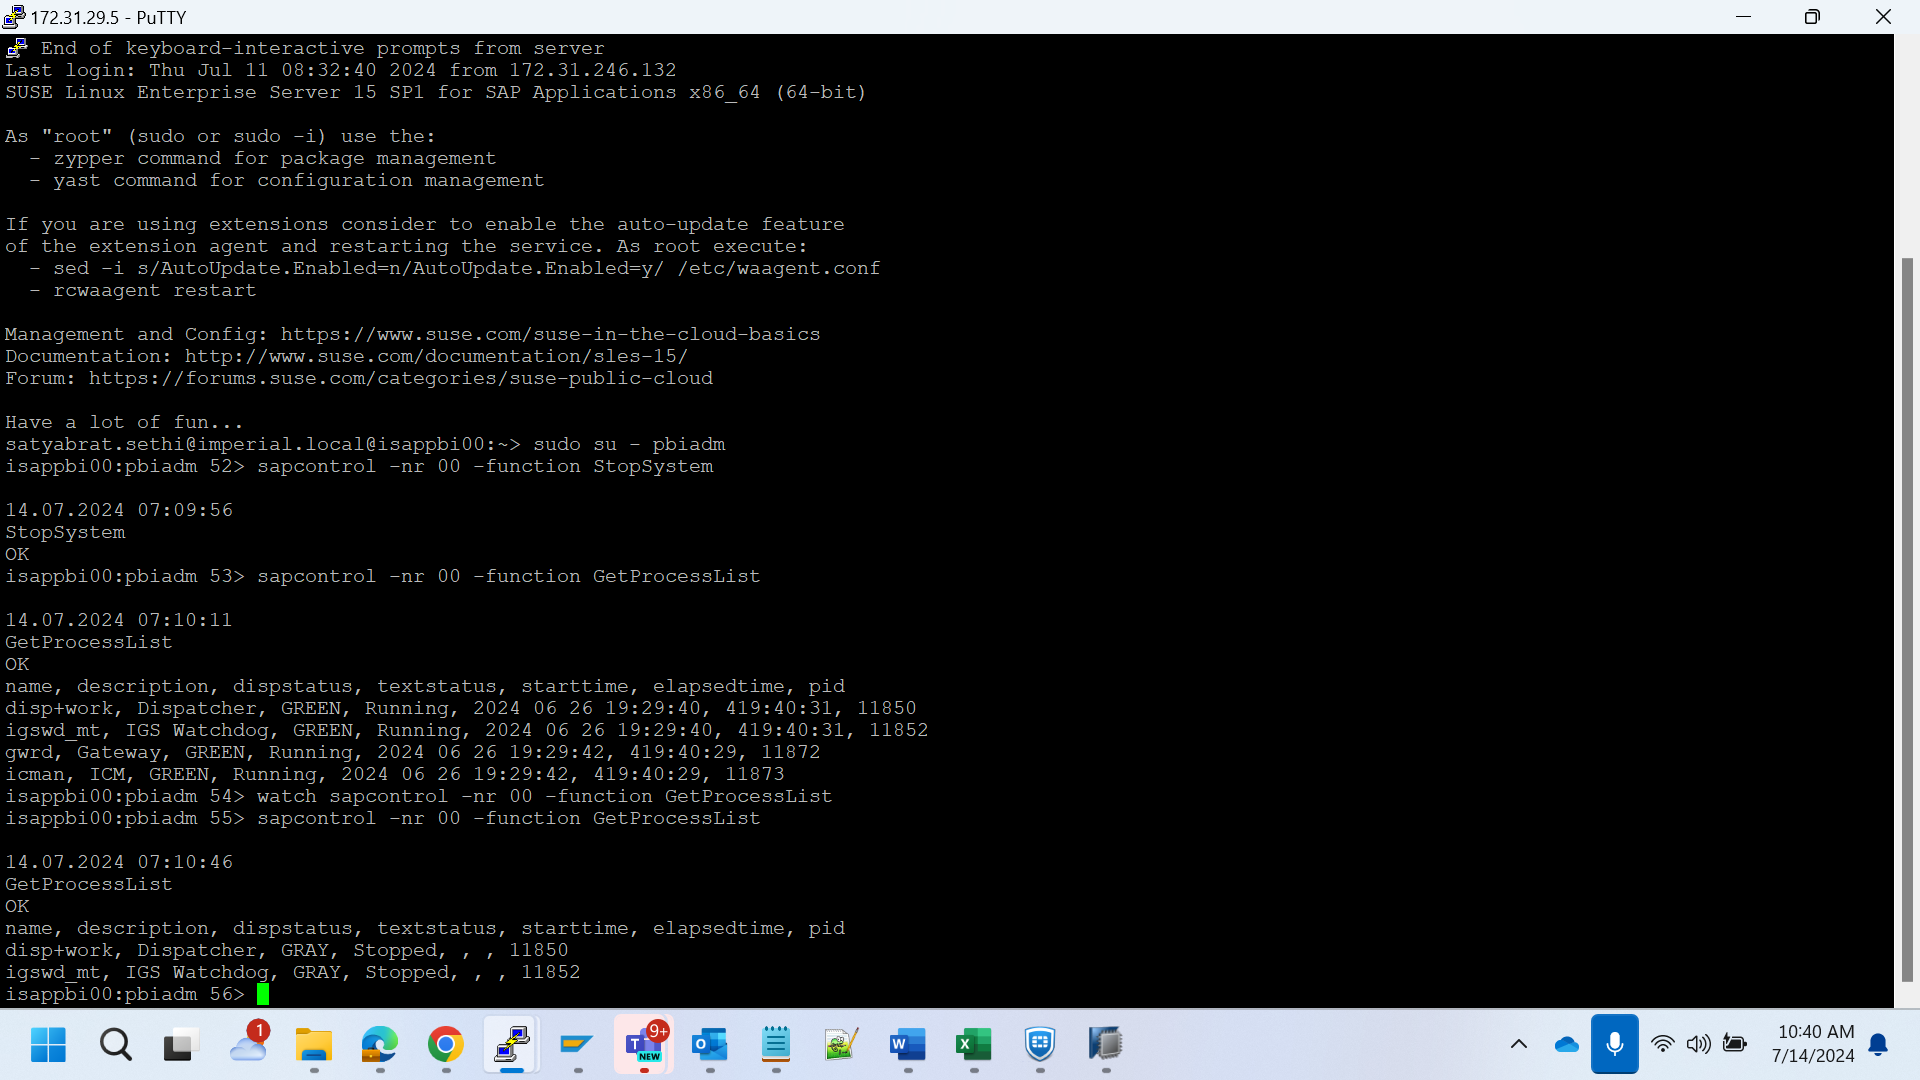 172.31.29.5 - PuTTY
End of keyboard-interactive prompts from server
Last login: Thu Jul 11 08:32:40 2024 from 172.31.246.132
SUSE Linux Enterprise Server 15 SP1 for SAP Applications x86_64 (64-bit)
As "root" (sudo or sudo -i) use the:
- zypper command for package management
- yast command for configuration management
If you are using extensions consider to enable the auto-update feature
of the extension agent and restarting the service. As root execute:
- sed -i s/AutoUpdate.Enabled=n/AutoUpdate.Enabled=y/ /etc/waagent.conf
- rcwaagent restart
Management and Config: https://www.suse.com/suse-in-the-cloud-basics
Documentation: http://www.suse.com/documentation/sles-15/
Forum: https://forums.suse.com/categories/suse-public-cloud
Have a lot of fun...
satyabrat.sethi@imperial.local@isappbi00:~> sudo su - pbiadm
isappbi00:pbiadm 52> sapcontrol -nr 00 -function StopSystem
14.07.2024 07:09:56
StopSystem
OK
isappbi00:pbiadm 53> sapcontrol -nr 00 -function GetProcessList
14.07.2024 07:10:11
GetProcessList
OK
name, description, dispstatus, textstatus, starttime, elapsedtime, pid
disp+work, Dispatcher, GREEN, Running, 2024 06 26 19:29:40, 419:40:31, 11850
igswd_mt, IGS Watchdog, GREEN, Running, 2024 06 26 19:29:40, 419:40:31, 11852
gwrd, Gateway, GREEN, Running, 2024 06 26 19:29:42, 419:40:29, 11872
icman, ICM, GREEN, Running, 2024 06 26 19:29:42, 419:40:29, 11873
isappbi00:pbiadm 54> watch sapcontrol -nr 00 -function GetProcessList
isappbi00:pbiadm 55> sapcontrol -nr 00 -function GetProcessList
14.07.2024 07:10:46
GetProcessList
OK
name, description, dispstatus, textstatus, starttime, elapsedtime, pid
disp+work, Dispatcher, GRAY, Stopped, , , 11850
igswd_mt, IGS Watchdog, GRAY, Stopped, , , 11852
isappbi00:pbiadm 56>
1
9+
T
NEW
O
W
X
10:40 AM
7/14/2024